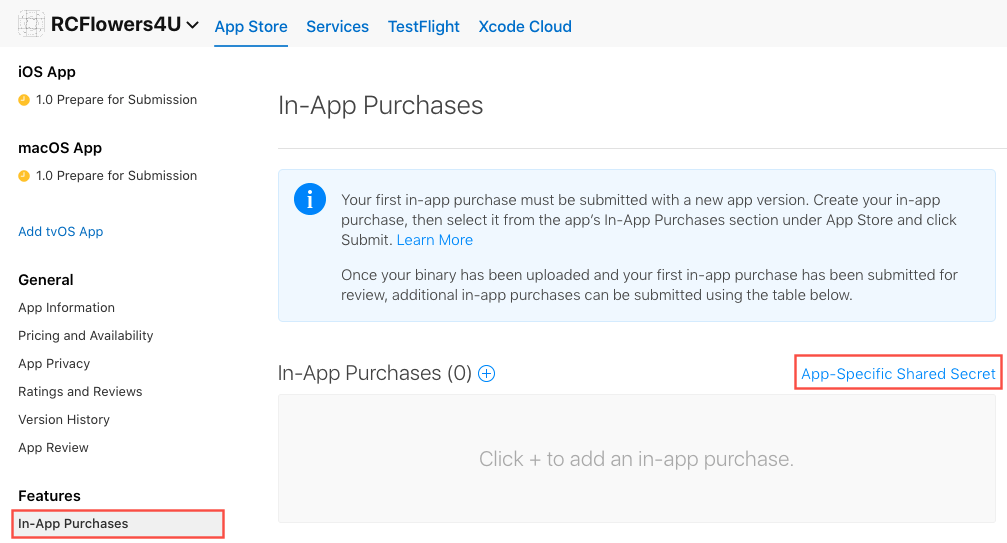 RCFlowers4U
App Store Services TestFlight Xcode Cloud
iOS App
1.0 Prepare for Submission
macOS App
1.0 Prepare for Submission
Add tvOS App
General
App Information
Pricing and Availability
App Privacy
Ratings and Reviews
Version History
App Review
Features
In-App Purchases
In-App Purchases
i
Your first in-app purchase must be submitted with a new app version. Create your in-app
purchase, then select it from the app’s In-App Purchases section under App Store and click
Submit. Learn More
Once your binary has been uploaded and your first in-app purchase has been submitted for
review, additional in-app purchases can be submitted using the table below.
In-App Purchases (0)
App-Specific Shared Secret
Click + to add an in-app purchase.